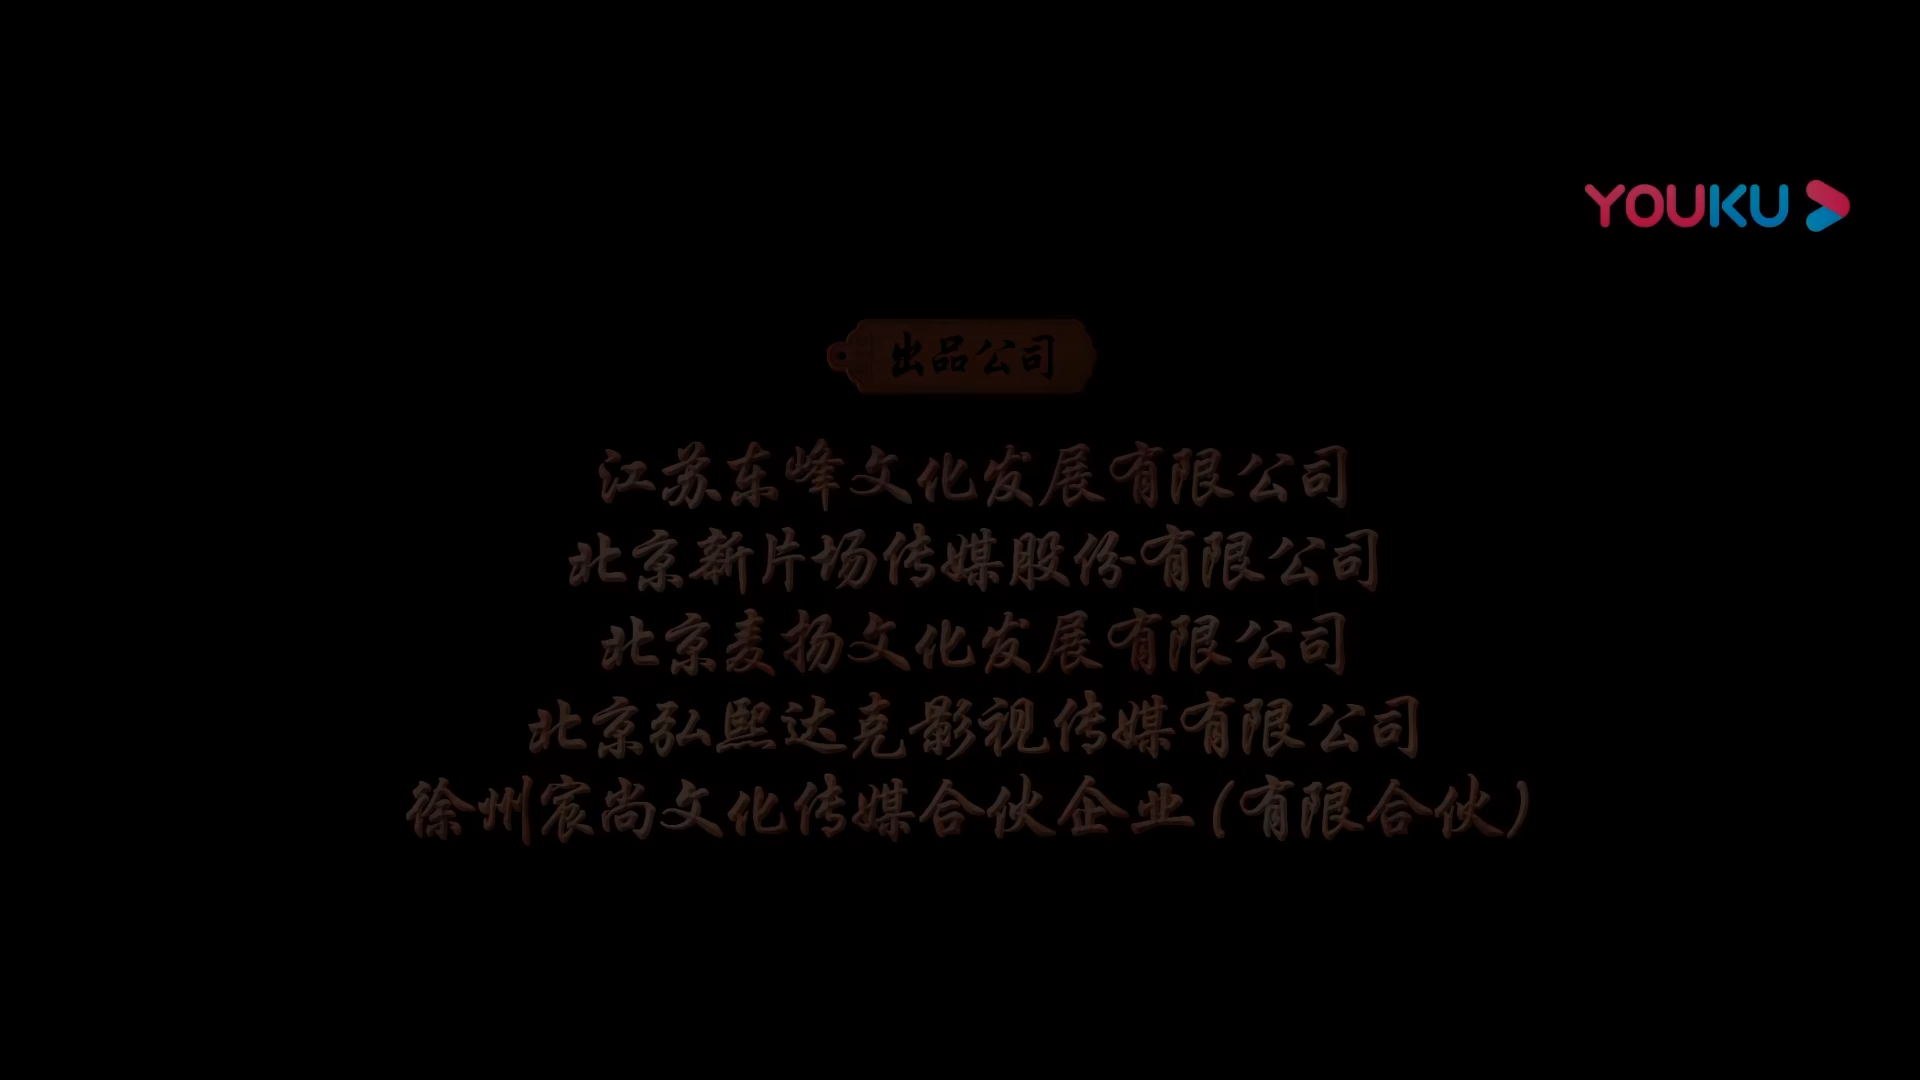 YOUKU
出品公司
江苏东峰文化发展有限公司
北京新片场传媒股份有限公司
北京麦扬文化发展有限公司
北京弘熙达克影视传媒有限公司
徐州宸尚文化传媒合伙企业(有限合伙)